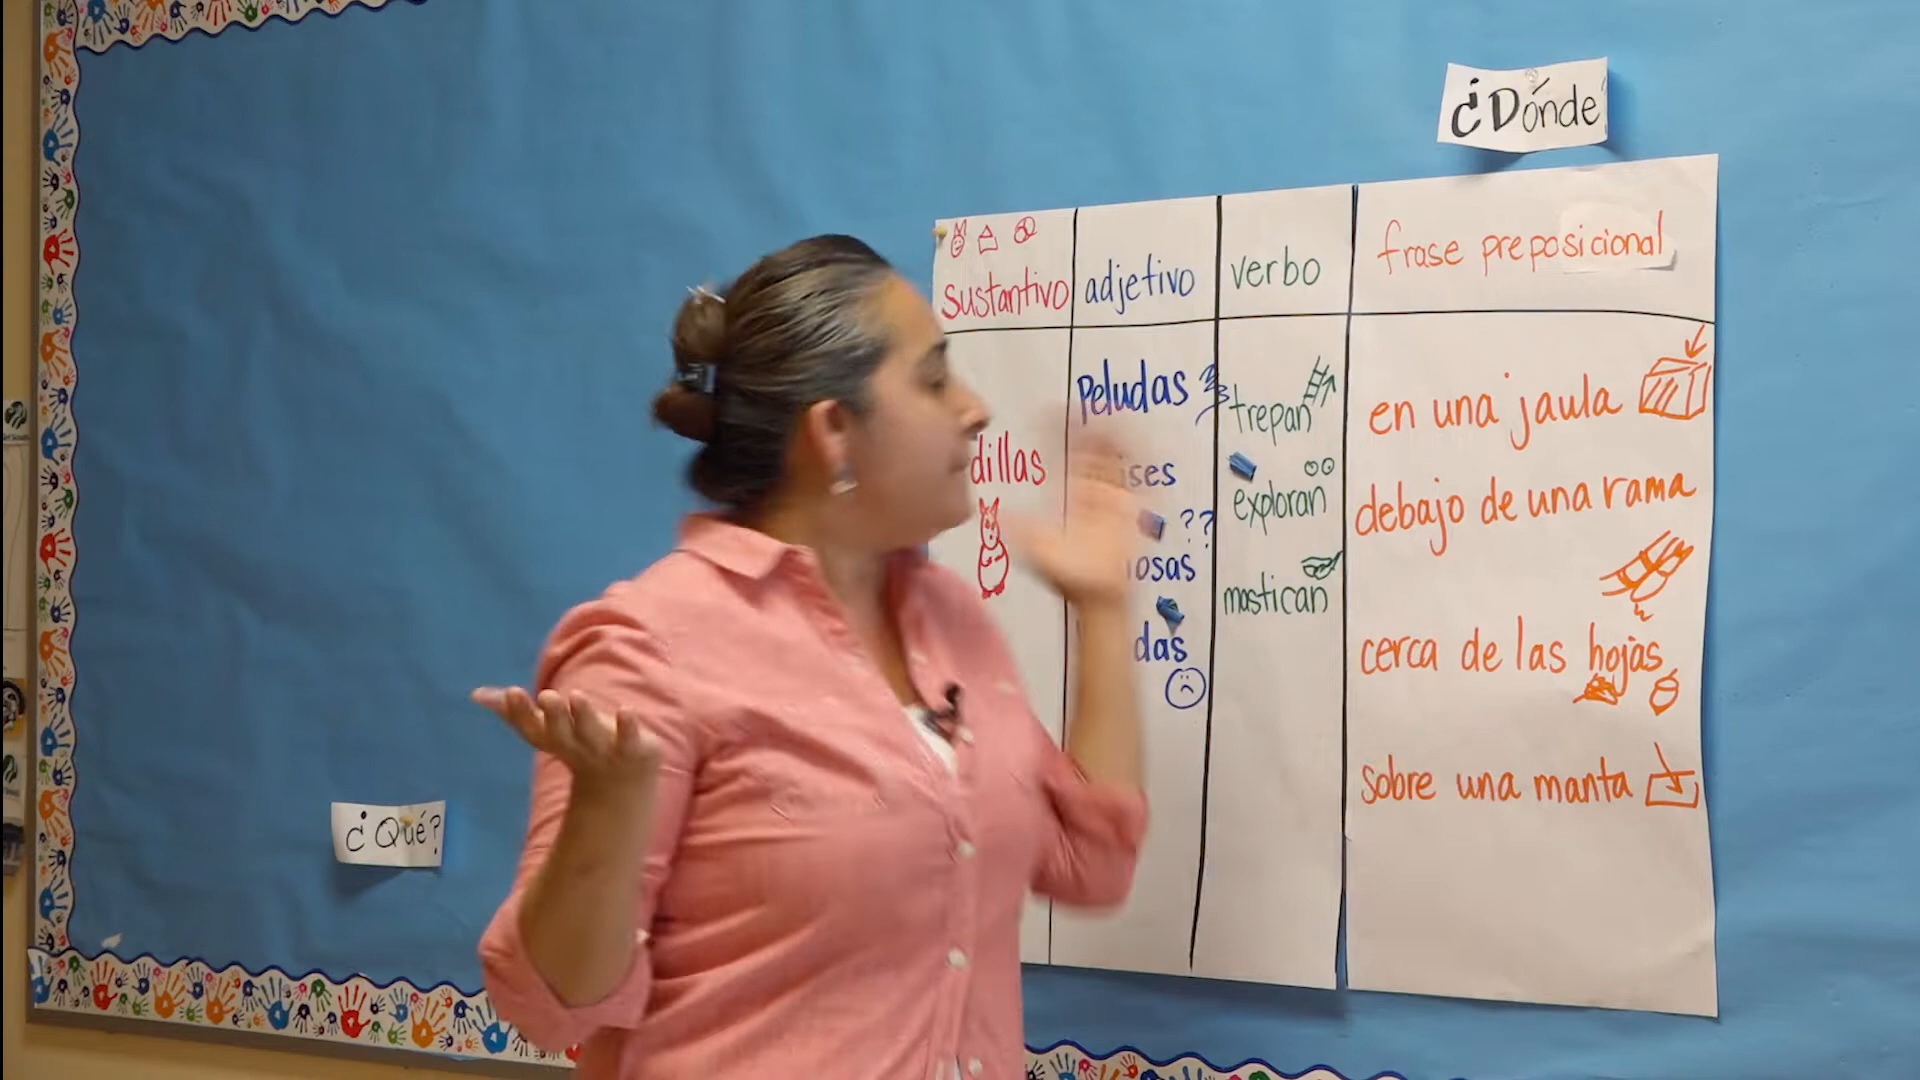 ¿Dónde
sustantivo
adjetivo
verbo
frase preposicional
peludas
trepan
exploran
mastican
en una jaula
debajo de una rama
cerca de las hojas
sobre una manta
??
¿Qué?